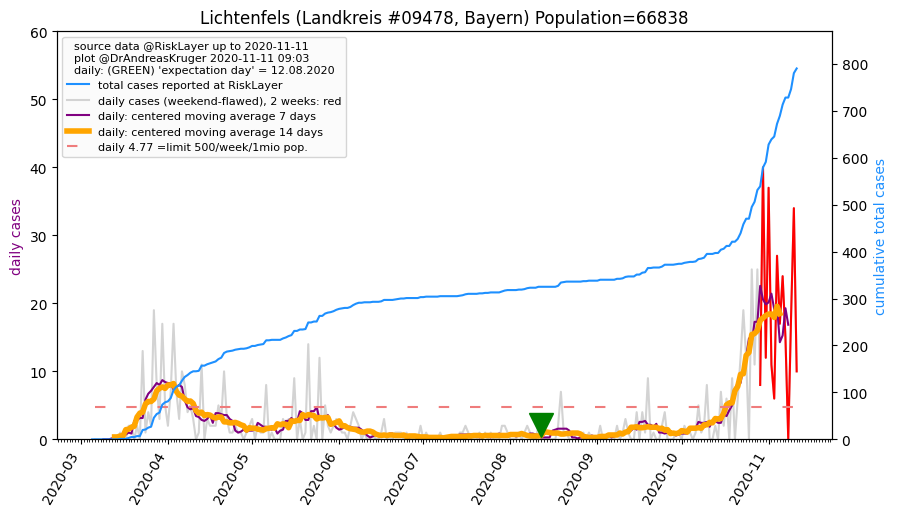 Lichtenfels (Landkreis #09478, Bayern) Population=66838
source data @RiskLayer up to 2020-11-11
plot @DrAndreasKruger 2020-11-11 09:03
daily: (GREEN) 'expectation day' = 12.08.2020
total cases reported at RiskLayer
daily cases (weekend-flawed), 2 weeks: red
daily: centered moving average 7 days
daily: centered moving average 14 days
daily 4.77 =limit 500/week/1mio pop.
daily cases
60
50
40
30
20
10
0
800
700
600
500
400
300
200
100
0
cumulative total cases
2020-03
2020-04
2020-05
2020-06
2020-07
2020-08
2020-09
2020-10
2020-11